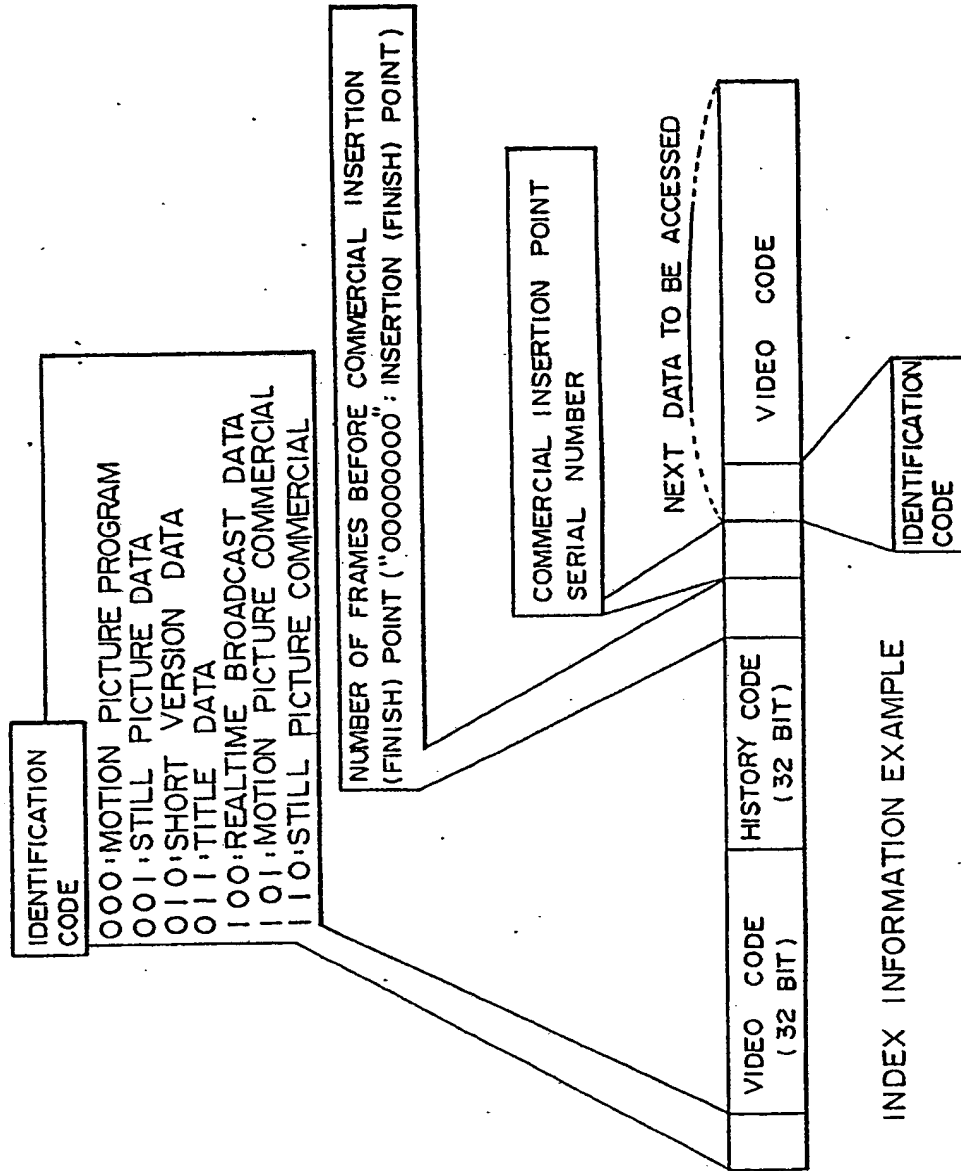 IDENTIFICATION
CODE
000:MOTION PICTURE PROGRAM
001:STILL PICTURE DATA
010:SHORT VERSION DATA
011:TITLE DATA
100:REALTIME BROADCAST DATA
101:MOTION PICTURE COMMERCIAL
110:STILL PICTURE COMMERCIAL
NUMBER OF FRAMES BEFORE COMMERCIAL INSERTION
(FINISH) POINT ("0000000": INSERTION (FINISH) POINT)
COMMERCIAL INSERTION POINT
SERIAL NUMBER
NEXT DATA TO BE ACCESSED
VIDEO CODE
(32 BIT)
HISTORY CODE
(32 BIT)
VIDEO CODE
IDENTIFICATION
CODE
INDEX INFORMATION EXAMPLE